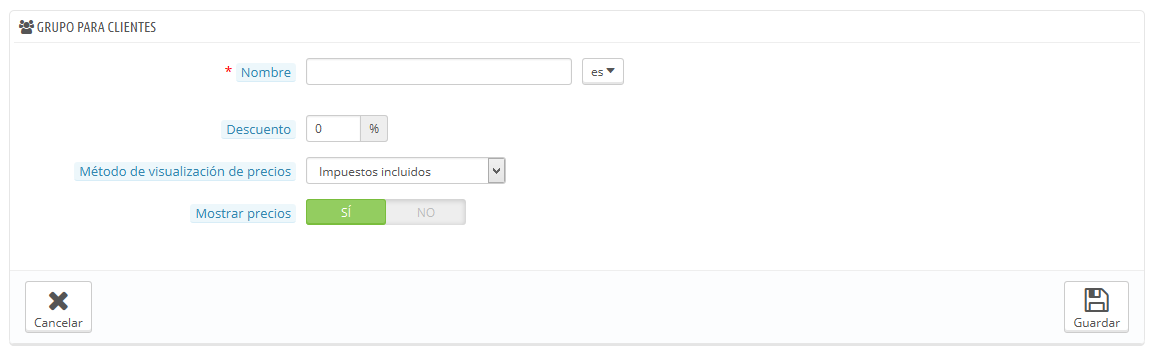 GRUPO PARA CLIENTES
* Nombre es
Descuento 0 %
Método de visualización de precios Impuestos incluidos
Mostrar precios SÍ NO
Cancelar Guardar